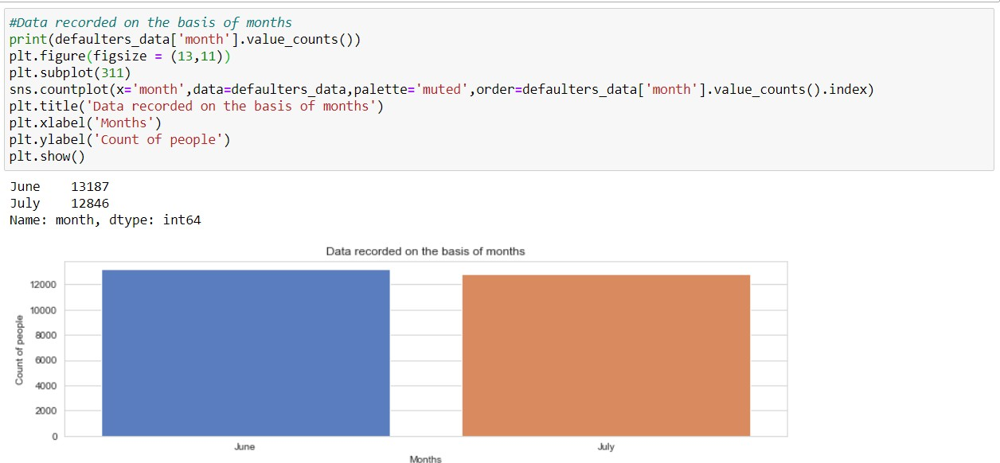 #Data recorded on the basis of months
print(defaulters_data['month'].value_counts())
plt.figure(figsize = (13,11))
plt.subplot(311)
sns.countplot(x='month',data=defaulters_data,palette='muted',order=defaulters_data['month'].value_counts().index)
plt.title('Data recorded on the basis of months')
plt.xlabel('Months')
plt.ylabel('Count of people')
plt.show()
June    13187
July    12846
Name: month, dtype: int64
Data recorded on the basis of months
Count of people
12000
10000
8000
6000
4000
2000
0
June July
Months